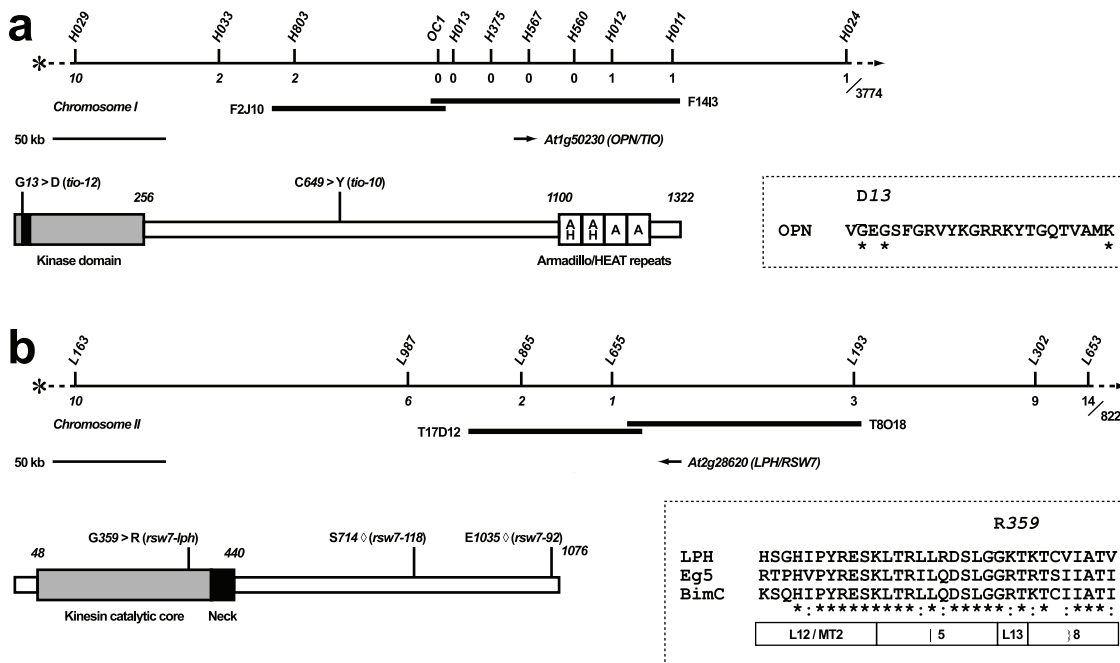 a
H029 H033 H803 OC1 H013 H375 H567 H560 H012 H011 H024
*
10 2 2 0 0 0 0 0 1 1 1/3774
Chromosome I
F2J10 F14I3
50 kb At1g50230 (OPN/TIO)
G13 > D (tio-12) 256 C649 > Y (tio-10) 1100 1322
A H A H A A
Kinase domain Armadillo/HEAT repeats
D13
OPN VGEGSFGRVYKGRRKYTGQTVAMK
* * *
b
L163 L987 L865 L655 L193 L302 L653
*
10 6 2 1 3 9 14/822
Chromosome II
T17D12 T8O18
50 kb At2g28620 (LPH/RSW7)
48 G359 > R (rsw7-lph) 440 S714 ◊ (rsw7-118) E1035 ◊ (rsw7-92) 1076
Kinesin catalytic core Neck
R359
LPH HSGHIPYRESKLTRLLRDSLGGKTKTCVIATV
Eg5 RTPHVPYRESKLTRILQDSLGGRTRTSIIATI
BimC KSQHIPYRESKLTRLLQDSLGGRTKTCIIATI
*:*********:*:*****:*:* :***:
L12 / MT2 | 5 L13 }8